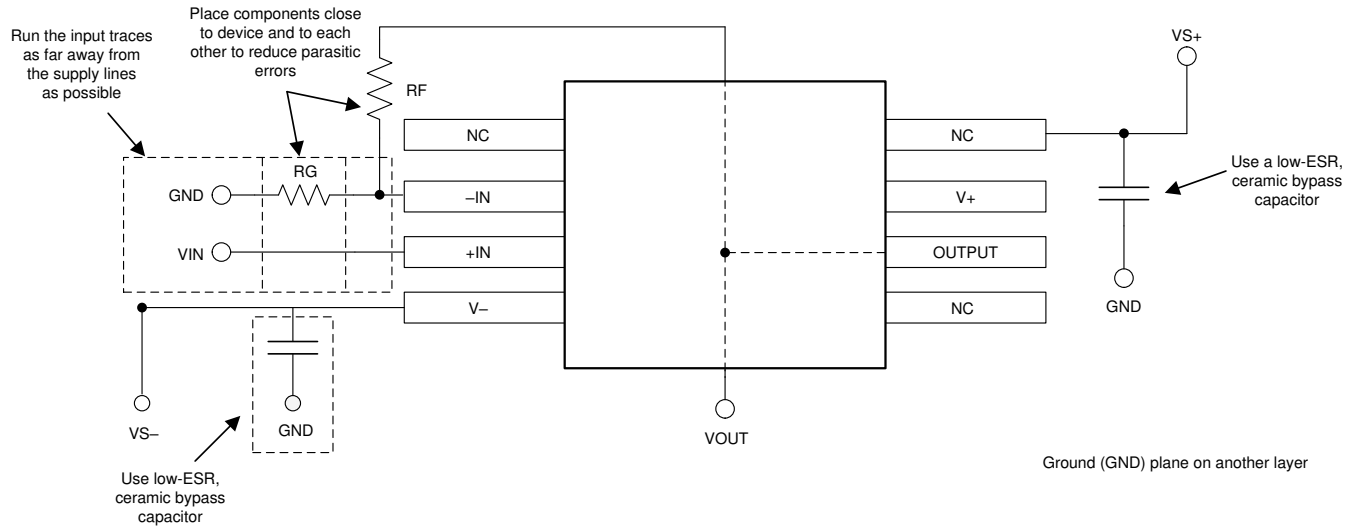 Place components close
to device and to each
other to reduce parasitic
errors
Run the input traces
as far away from
the supply lines
as possible
VS+
RF
NC
NC
Use a low-ESR,
ceramic bypass
capacitor
RG
GND
–IN
V+
VIN
+IN
OUTPUT
GND
V–
NC
VS–
GND
VOUT
Use low-ESR,
ceramic bypass
capacitor
Ground (GND) plane on another layer